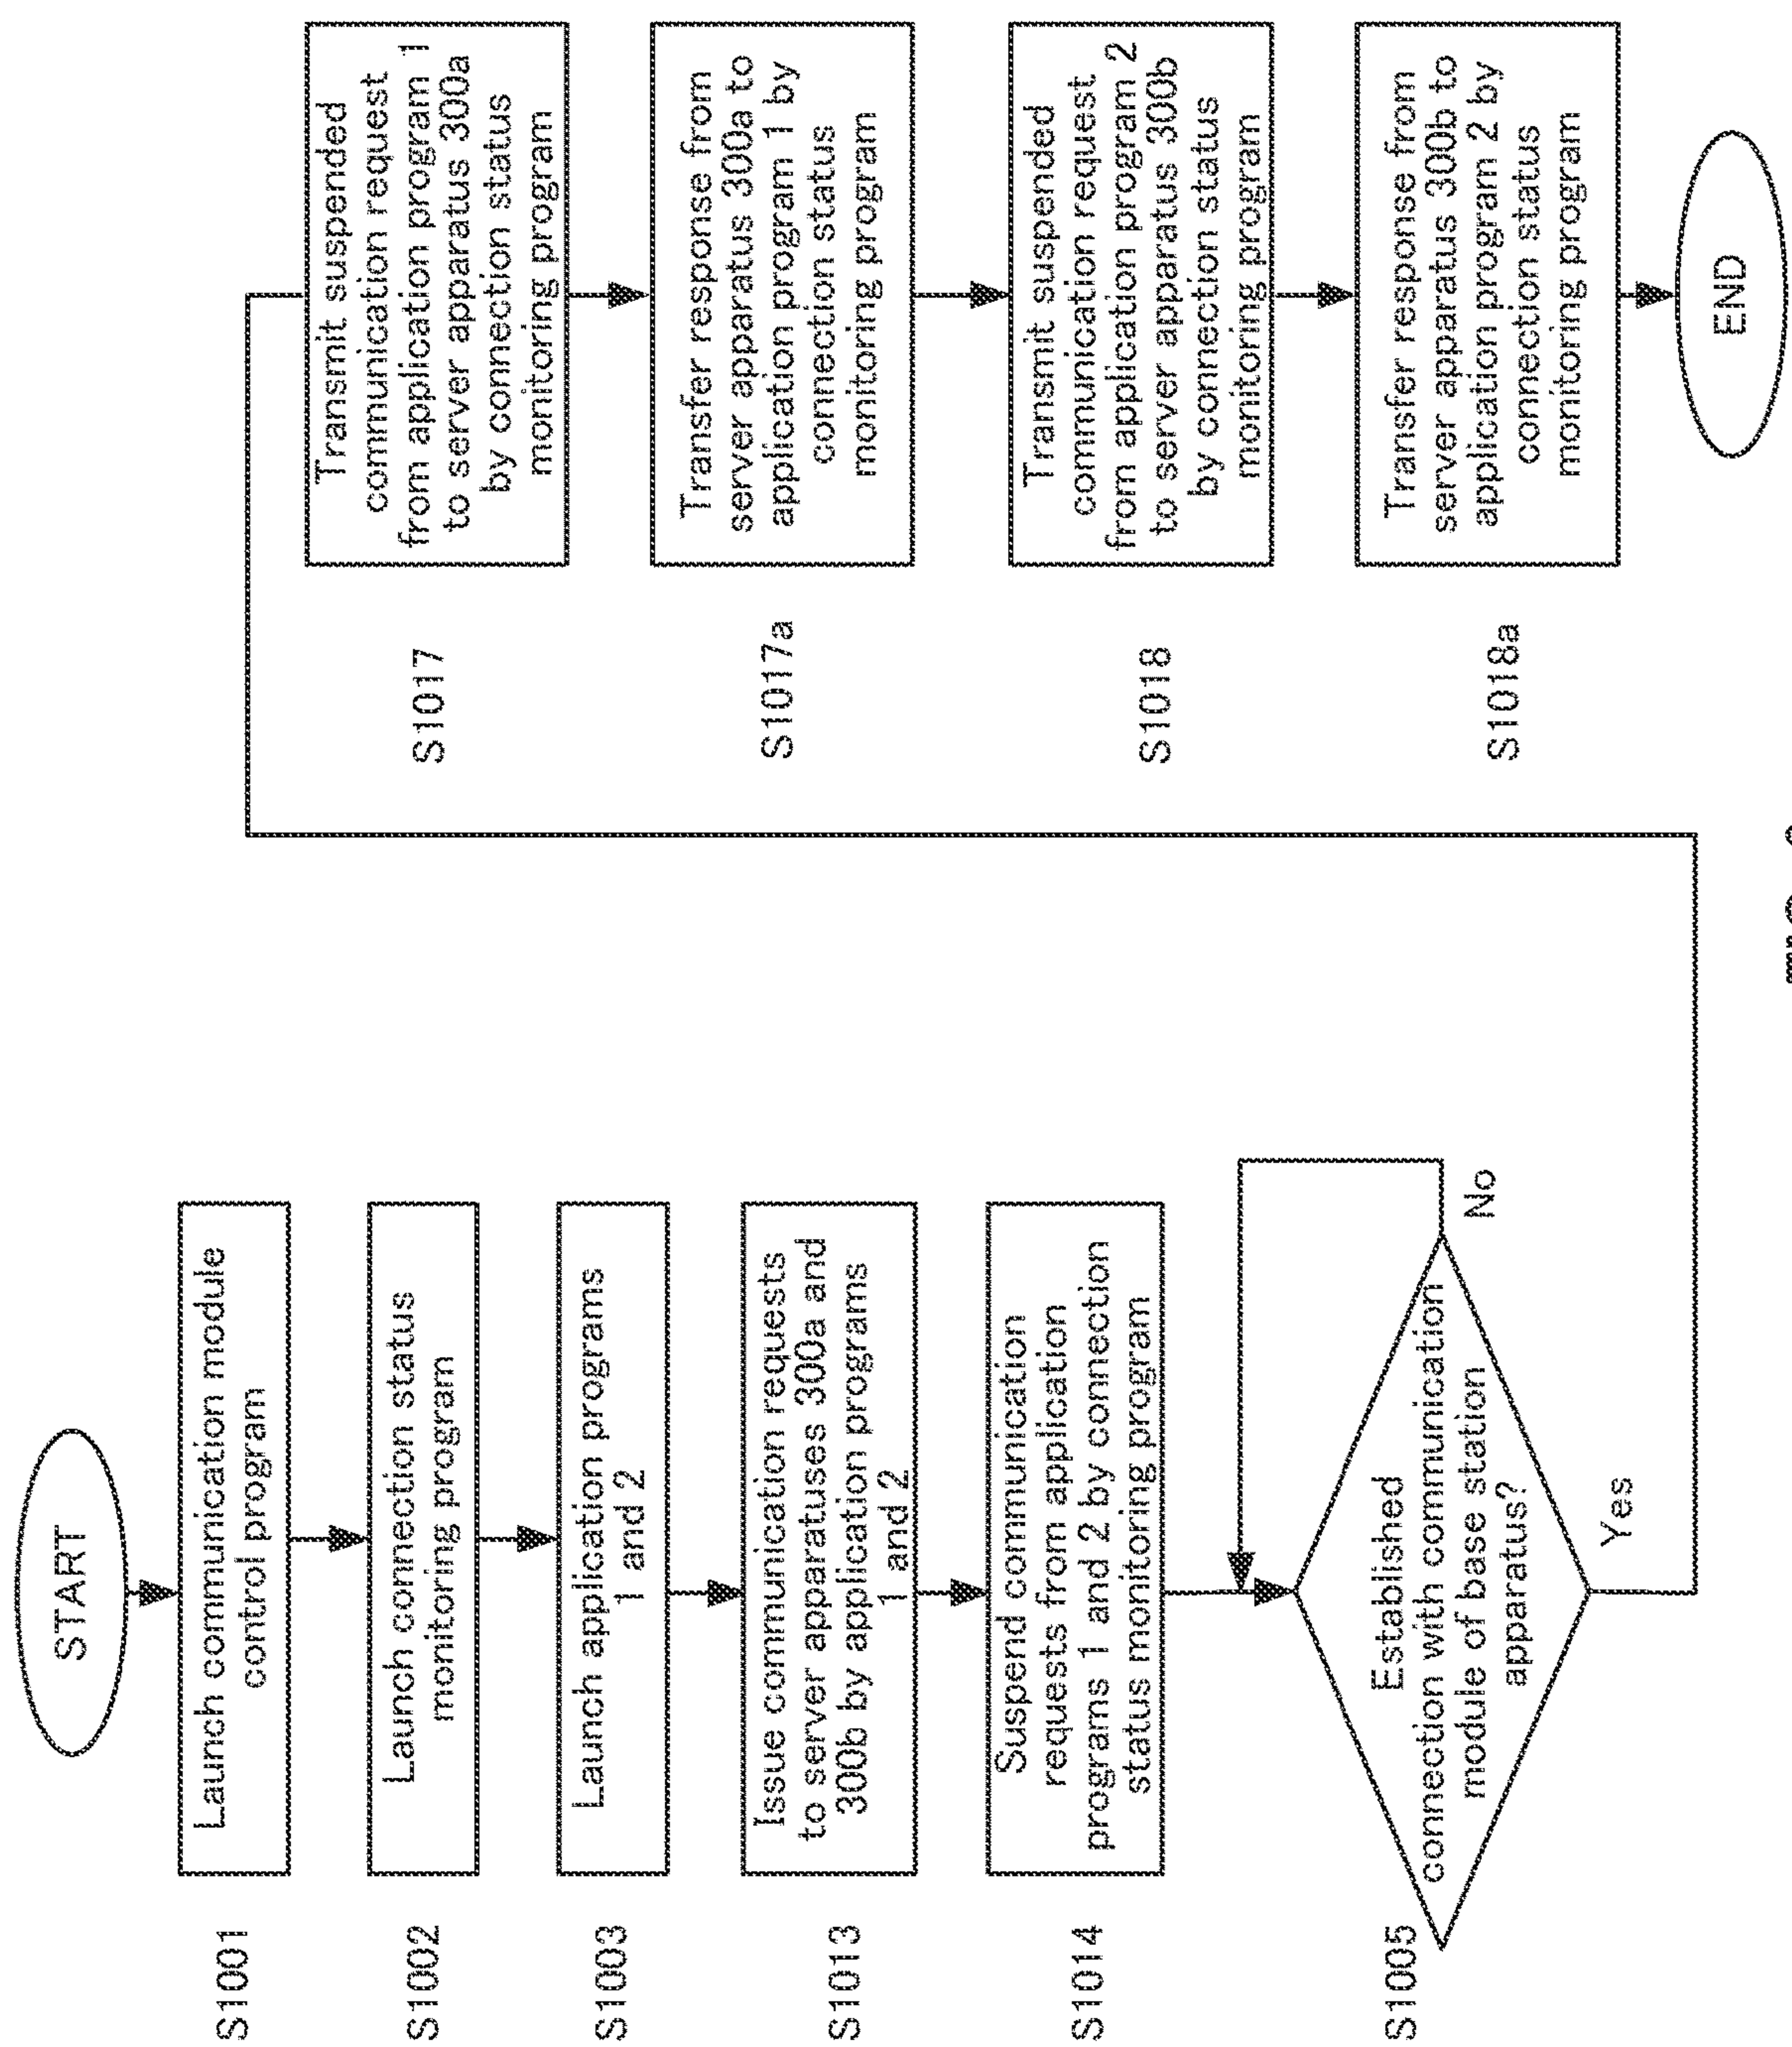 START
S1001
Launch communication module
control program
S1002
Launch connection status
monitoring program
S1003
Launch application programs
1 and 2
S1013
Issue communication requests
to server apparatuses 300a and
300b by application programs
1 and 2
S1014
Suspend communication
requests from application
programs 1 and 2 by connection
status monitoring program
S1005
Established
connection with communication
module of base station
apparatus?
No
Yes
S1017
Transmit suspended
communication request
from application program 1
to server apparatus 300a
by connection status
monitoring program
S1017a
Transfer response from
server apparatus 300a to
application program 1 by
connection status
monitoring program
S1018
Transmit suspended
communication request
from application program 2
to server apparatus 300b
by connection status
monitoring program
S1018a
Transfer response from
server apparatus 300b to
application program 2 by
connection status
monitoring program
END